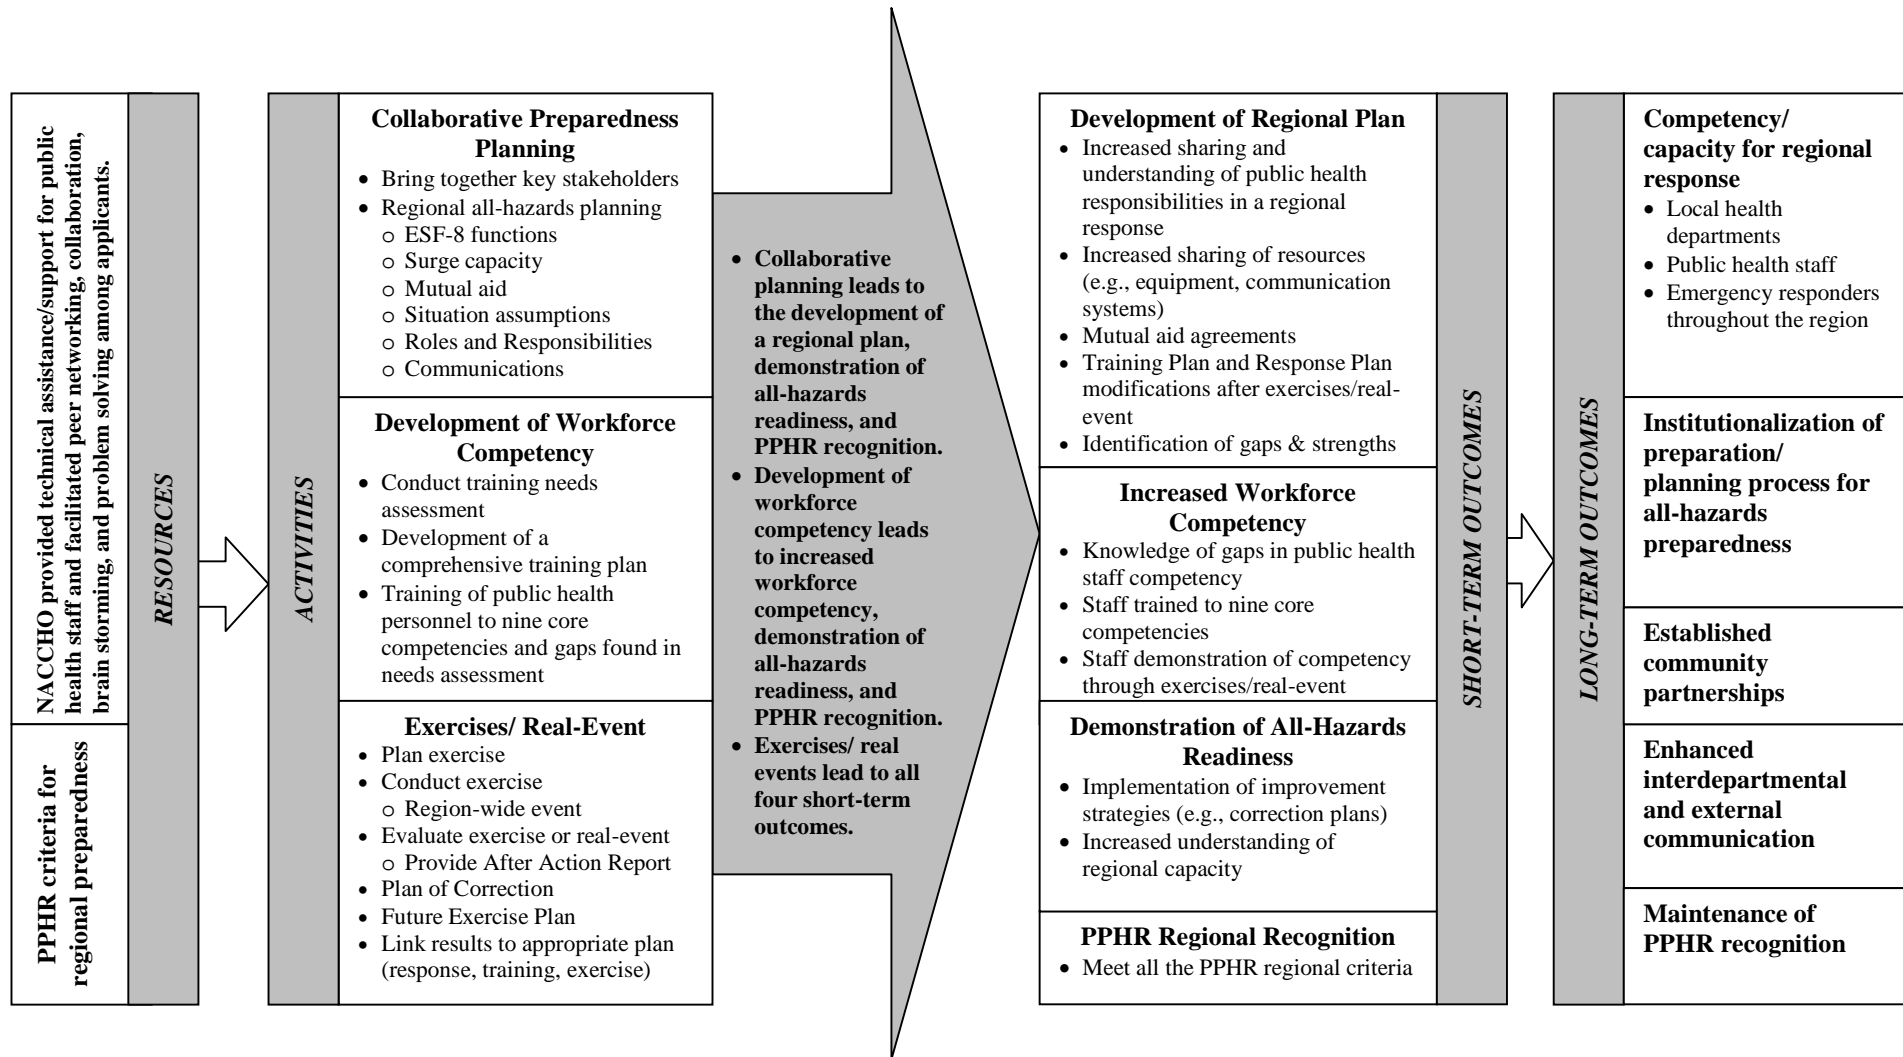 NACCHO provided technical assistance/support for public
health staff and facilitated peer networking, collaboration,
brain storming, and problem solving among applicants.
PPHR criteria for
regional preparedness
RESOURCES
ACTIVITIES
Collaborative Preparedness
Planning
• Bring together key stakeholders
• Regional all-hazards planning
o ESF-8 functions
o Surge capacity
o Mutual aid
o Situation assumptions
o Roles and Responsibilities
o Communications
Development of Workforce
Competency
• Conduct training needs
assessment
• Development of a
comprehensive training plan
• Training of public health
personnel to nine core
competencies and gaps found in
needs assessment
Exercises/ Real-Event
• Plan exercise
• Conduct exercise
o Region-wide event
• Evaluate exercise or real-event
o Provide After Action Report
• Plan of Correction
• Future Exercise Plan
• Link results to appropriate plan
(response, training, exercise)
• Collaborative
planning leads to
the development of
a regional plan,
demonstration of
all-hazards
readiness, and
PPHR recognition.
• Development of
workforce
competency leads
to increased
workforce
competency,
demonstration of
all-hazards
readiness, and
PPHR recognition.
• Exercises/ real
events lead to all
four short-term
outcomes.
Development of Regional Plan
• Increased sharing and
understanding of public health
responsibilities in a regional
response
• Increased sharing of resources
(e.g., equipment, communication
systems)
• Mutual aid agreements
• Training Plan and Response Plan
modifications after exercises/real-
event
• Identification of gaps & strengths
Increased Workforce
Competency
• Knowledge of gaps in public health
staff competency
• Staff trained to nine core
competencies
• Staff demonstration of competency
through exercises/real-event
Demonstration of All-Hazards
Readiness
• Implementation of improvement
strategies (e.g., correction plans)
• Increased understanding of
regional capacity
PPHR Regional Recognition
• Meet all the PPHR regional criteria
SHORT-TERM OUTCOMES
LONG-TERM OUTCOMES
Competency/
capacity for regional
response
• Local health
departments
• Public health staff
• Emergency responders
throughout the region
Institutionalization of
preparation/
planning process for
all-hazards
preparedness
Established
community
partnerships
Enhanced
interdepartmental
and external
communication
Maintenance of
PPHR recognition